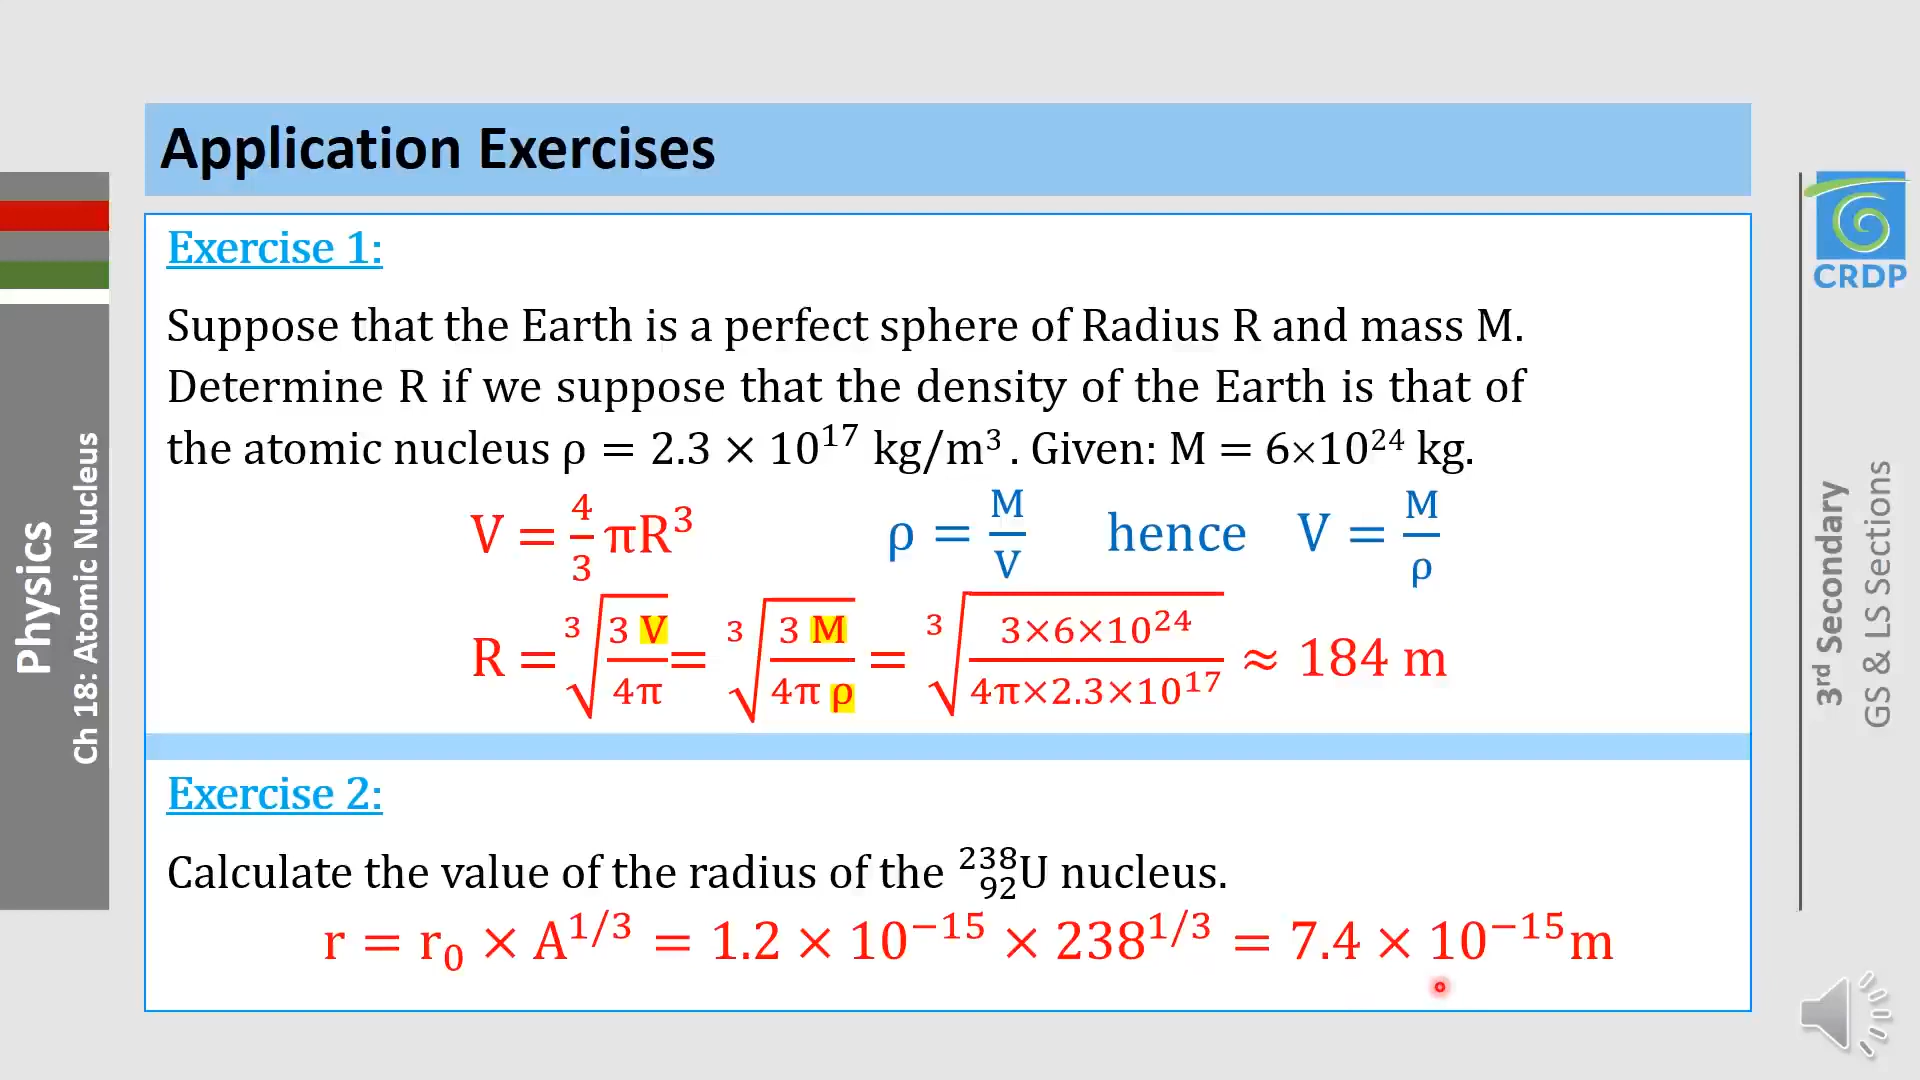 Application Exercises
Exercise 1:
Suppose that the Earth is a perfect sphere of Radius R and mass M.
Determine R if we suppose that the density of the Earth is that of
the atomic nucleus ρ = 2.3 × 10¹⁷ kg/m³ . Given: M = 6×10²⁴ kg.
V = 4/3 πR³ ρ = M/V hence V = M/ρ
R = ∛(3 V/4π) = ∛(3 M/4π ρ) = ∛(3×6×10²⁴/4π×2.3×10¹⁷) ≈ 184 m
Exercise 2:
Calculate the value of the radius of the ²³⁸₉₂U nucleus.
r = r₀ × A^1/3 = 1.2 × 10⁻¹⁵ × 238^1/3 = 7.4 × 10⁻¹⁵m
Physics
Ch 18: Atomic Nucleus
CRDP
3rd Secondary
GS & LS Sections